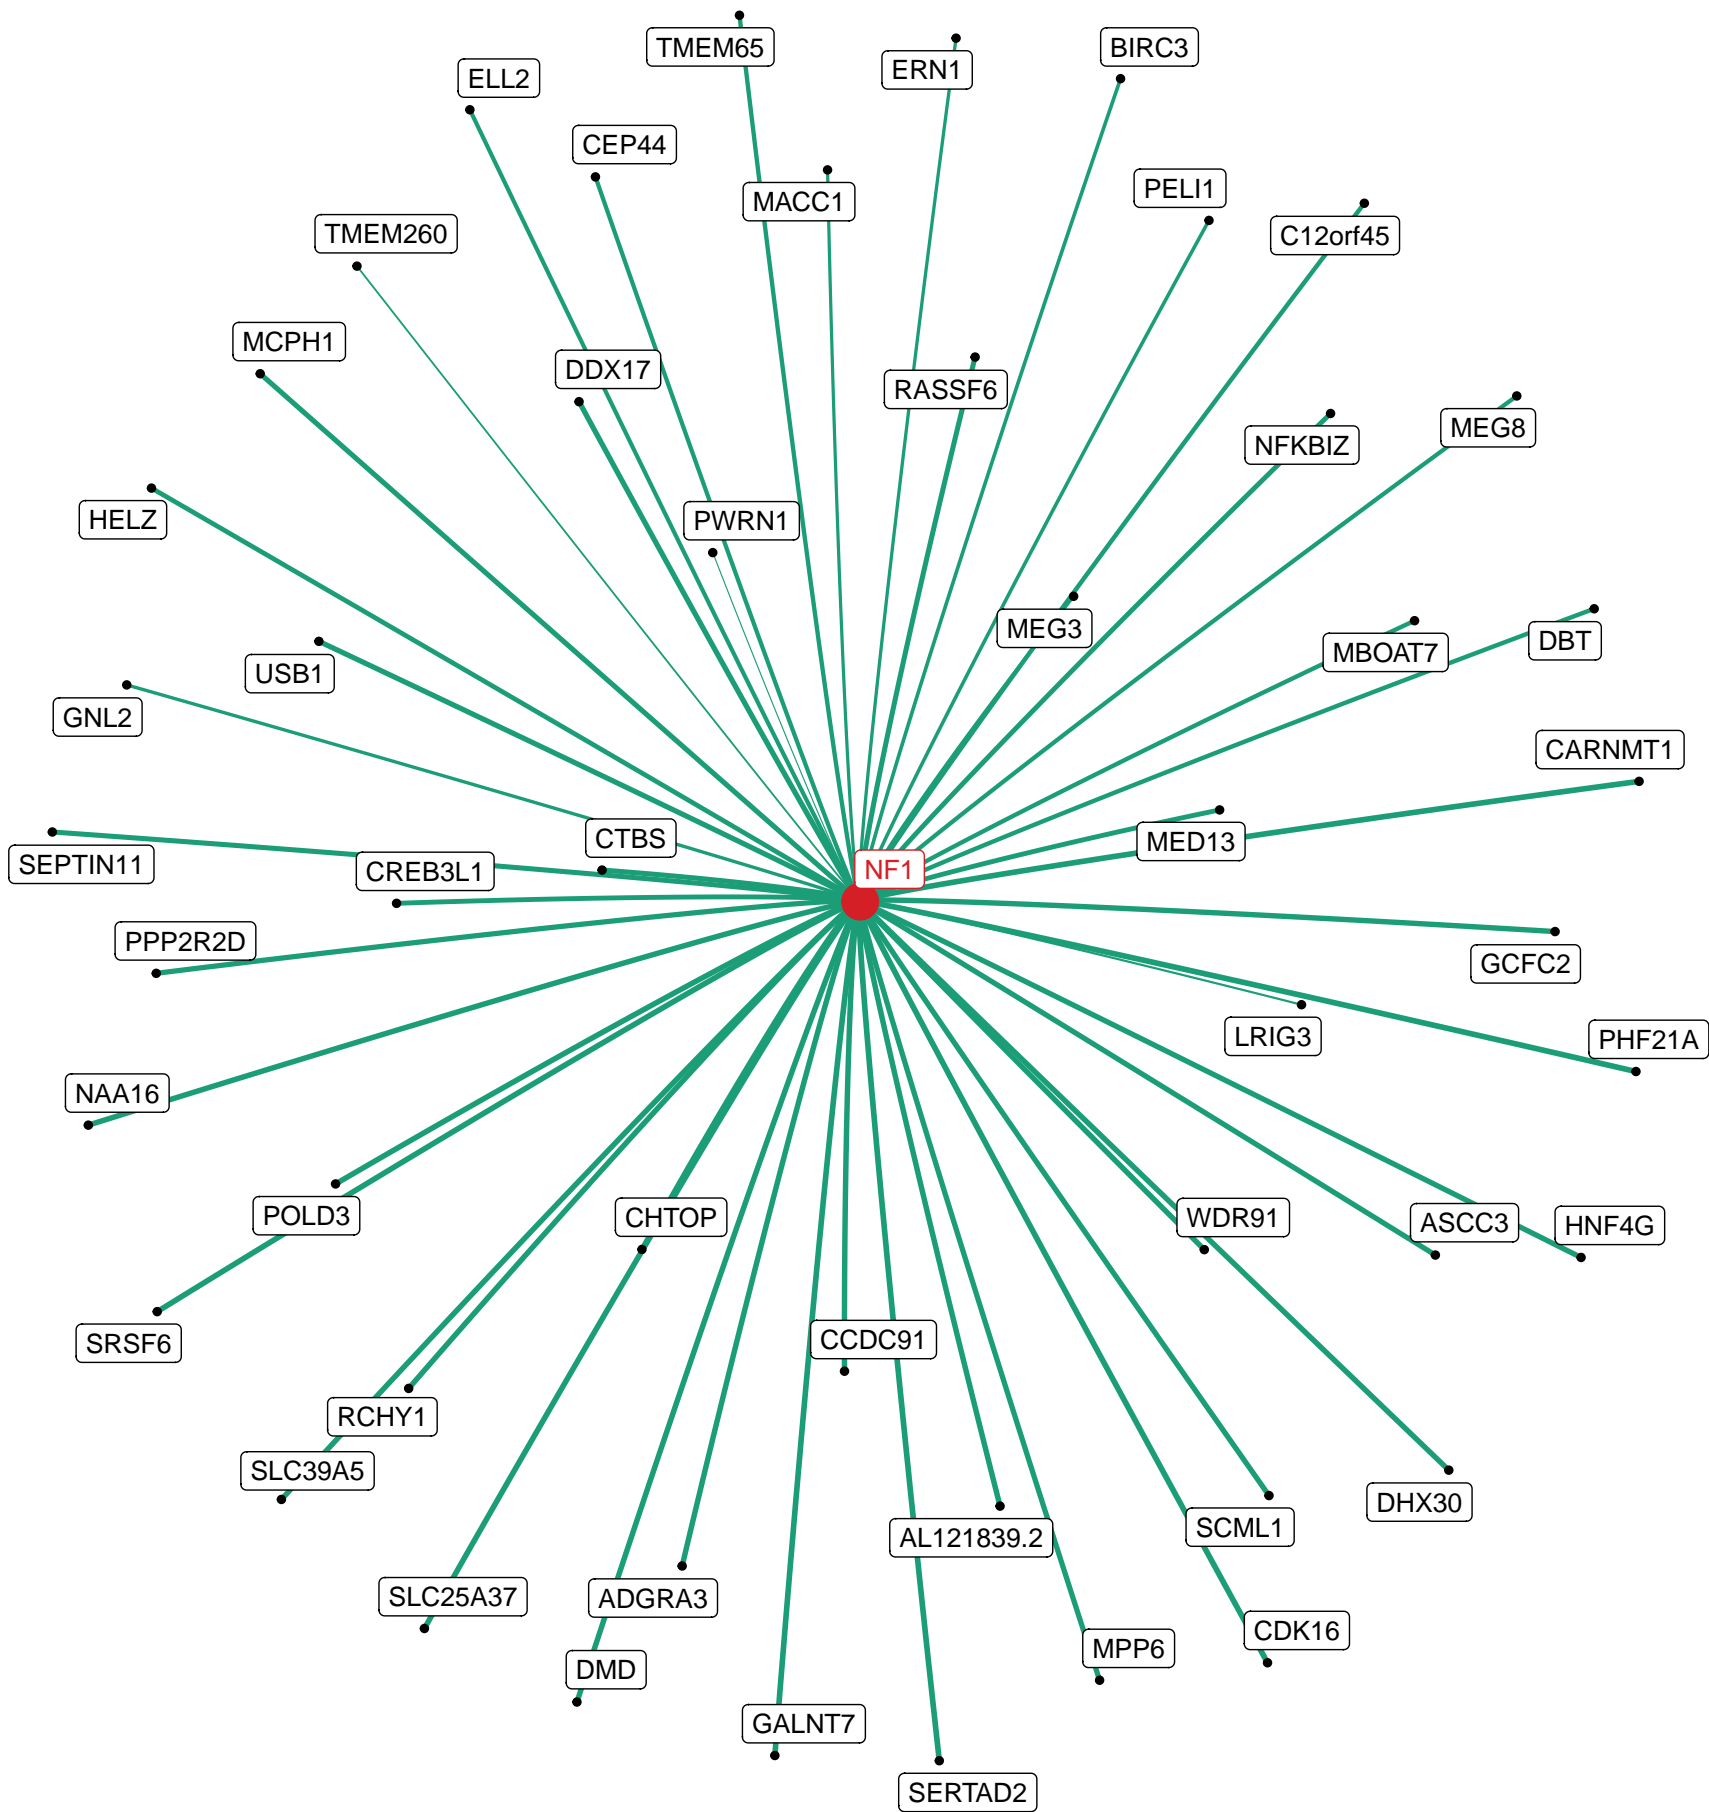 TMEM65
BIRC3
ERN1
ELL2
CEP44
PELI1
MACC1
TMEM260
C12orf45
MCPH1
DDX17
RASSF6
MEG8
NFKBIZ
HELZ
PWRN1
MEG3
DBT
MBOAT7
USB1
GNL2
CARNMT1
CTBS
MED13
SEPTIN11
CREB3L1
NF1
PPP2R2D
GCFC2
LRIG3
PHF21A
NAA16
POLD3
CHTOP
WDR91
ASCC3
HNF4G
SRSF6
CCDC91
RCHY1
SLC39A5
DHX30
SCML1
AL121839.2
SLC25A37
ADGRA3
CDK16
MPP6
DMD
GALNT7
SERTAD2